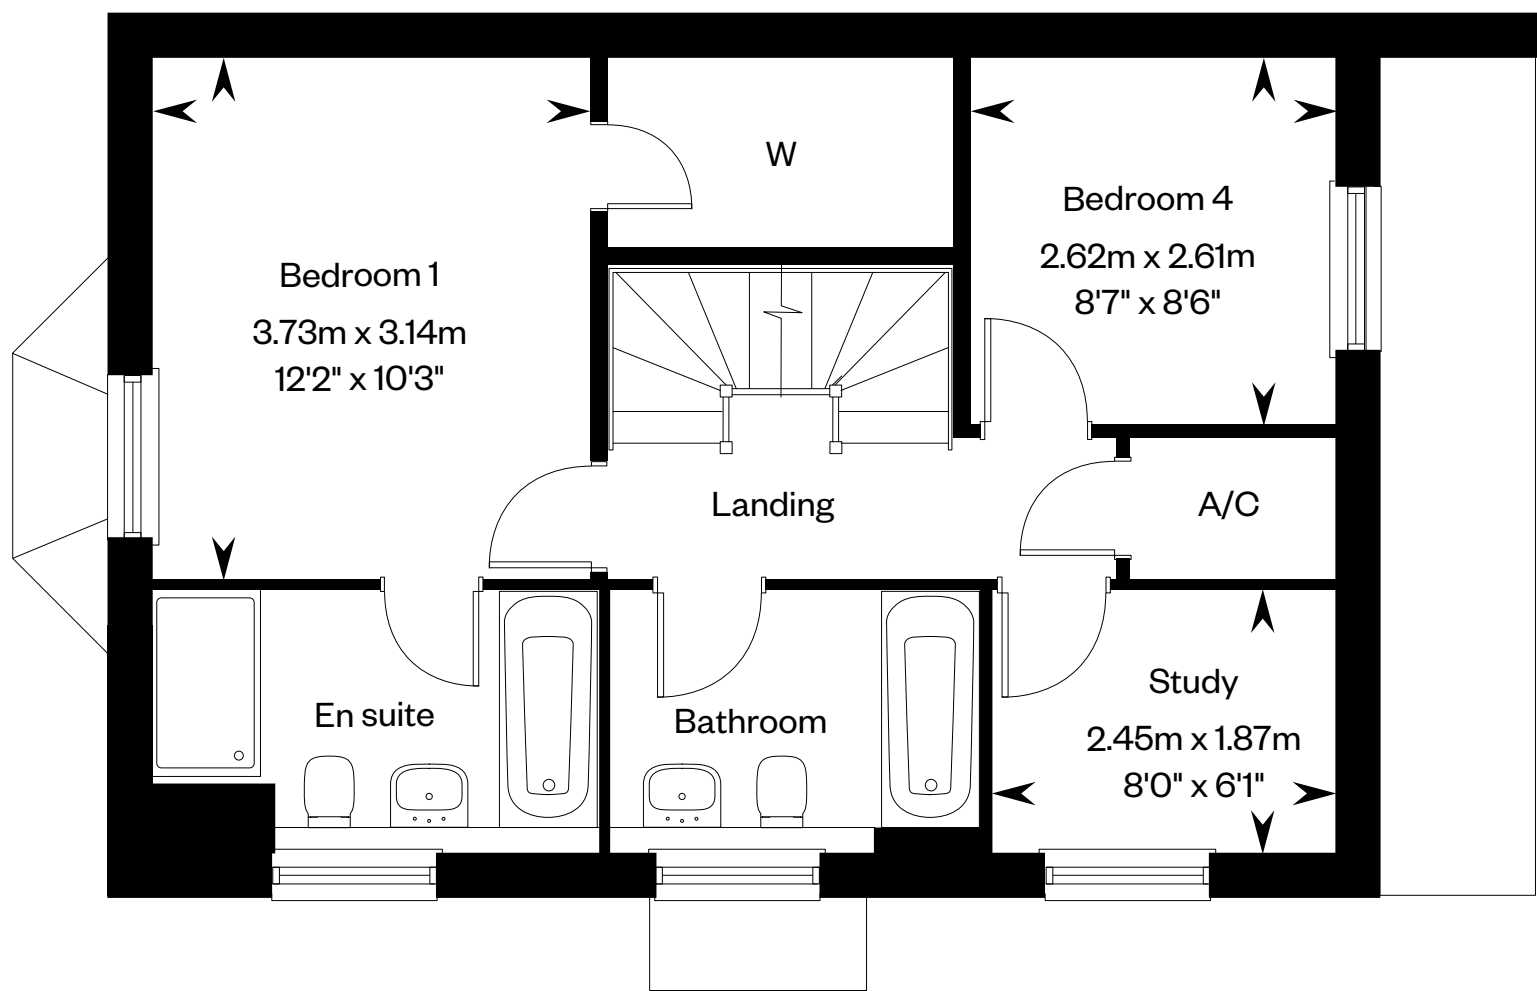 W
Bedroom 4
2.62m x 2.61m
8'7" x 8'6"
Bedroom 1
3.73m x 3.14m
12'2" x 10'3"
Landing
A/C
En suite
Bathroom
Study
2.45m x 1.87m
8'0" x 6'1"